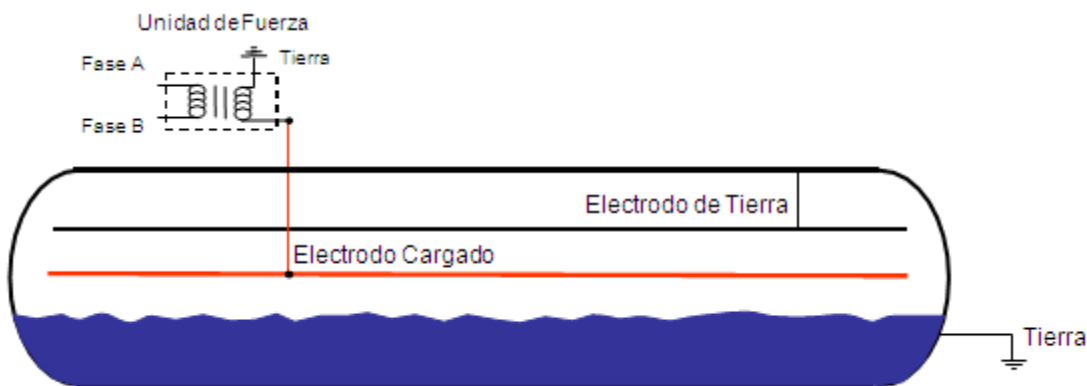 Unidad de Fuerza
Tierra
Fase A
Fase B
Electrodo de Tierra
Electrodo Cargado
Tierra